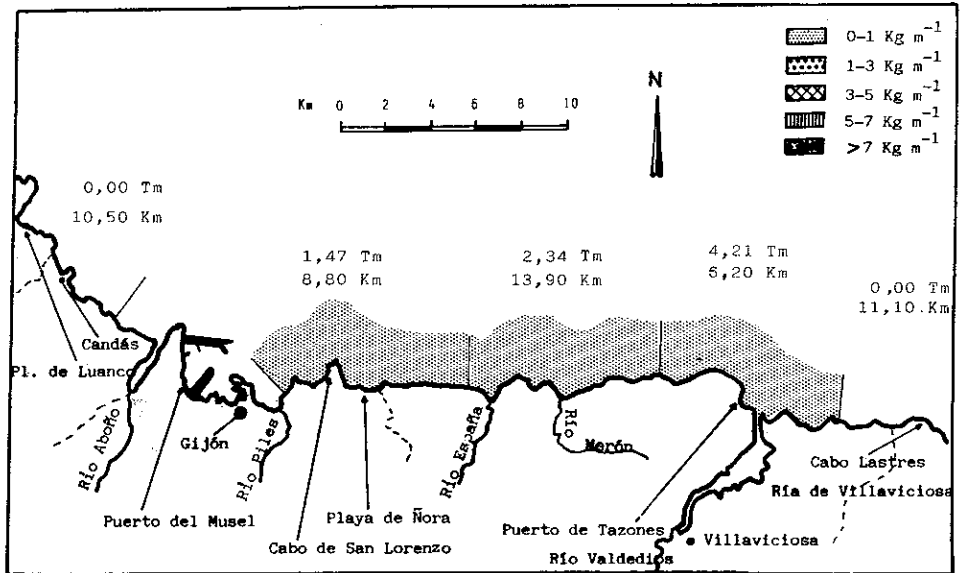 0-1 Kg m-1
1-3 Kg m-1
3-5 Kg m-1
5-7 Kg m-1
>7 Kg m-1
N
Km 0 2 4 6 8 10
0,00 Tm
10,50 Km
1,47 Tm
8,80 Km
2,34 Tm
13,90 Km
4,21 Tm
6,20 Km
0,00 Tm
11,10 Km
Candás
Pl. de Luanco
Río Aboño
Gijón
Río Piles
Río España
Río
Merón
Cabo Lastres
Ría de Villaviciosa
Puerto del Musel
Playa de Ñora
Cabo de San Lorenzo
Puerto de Tazones
Villaviciosa
Río Valdedios